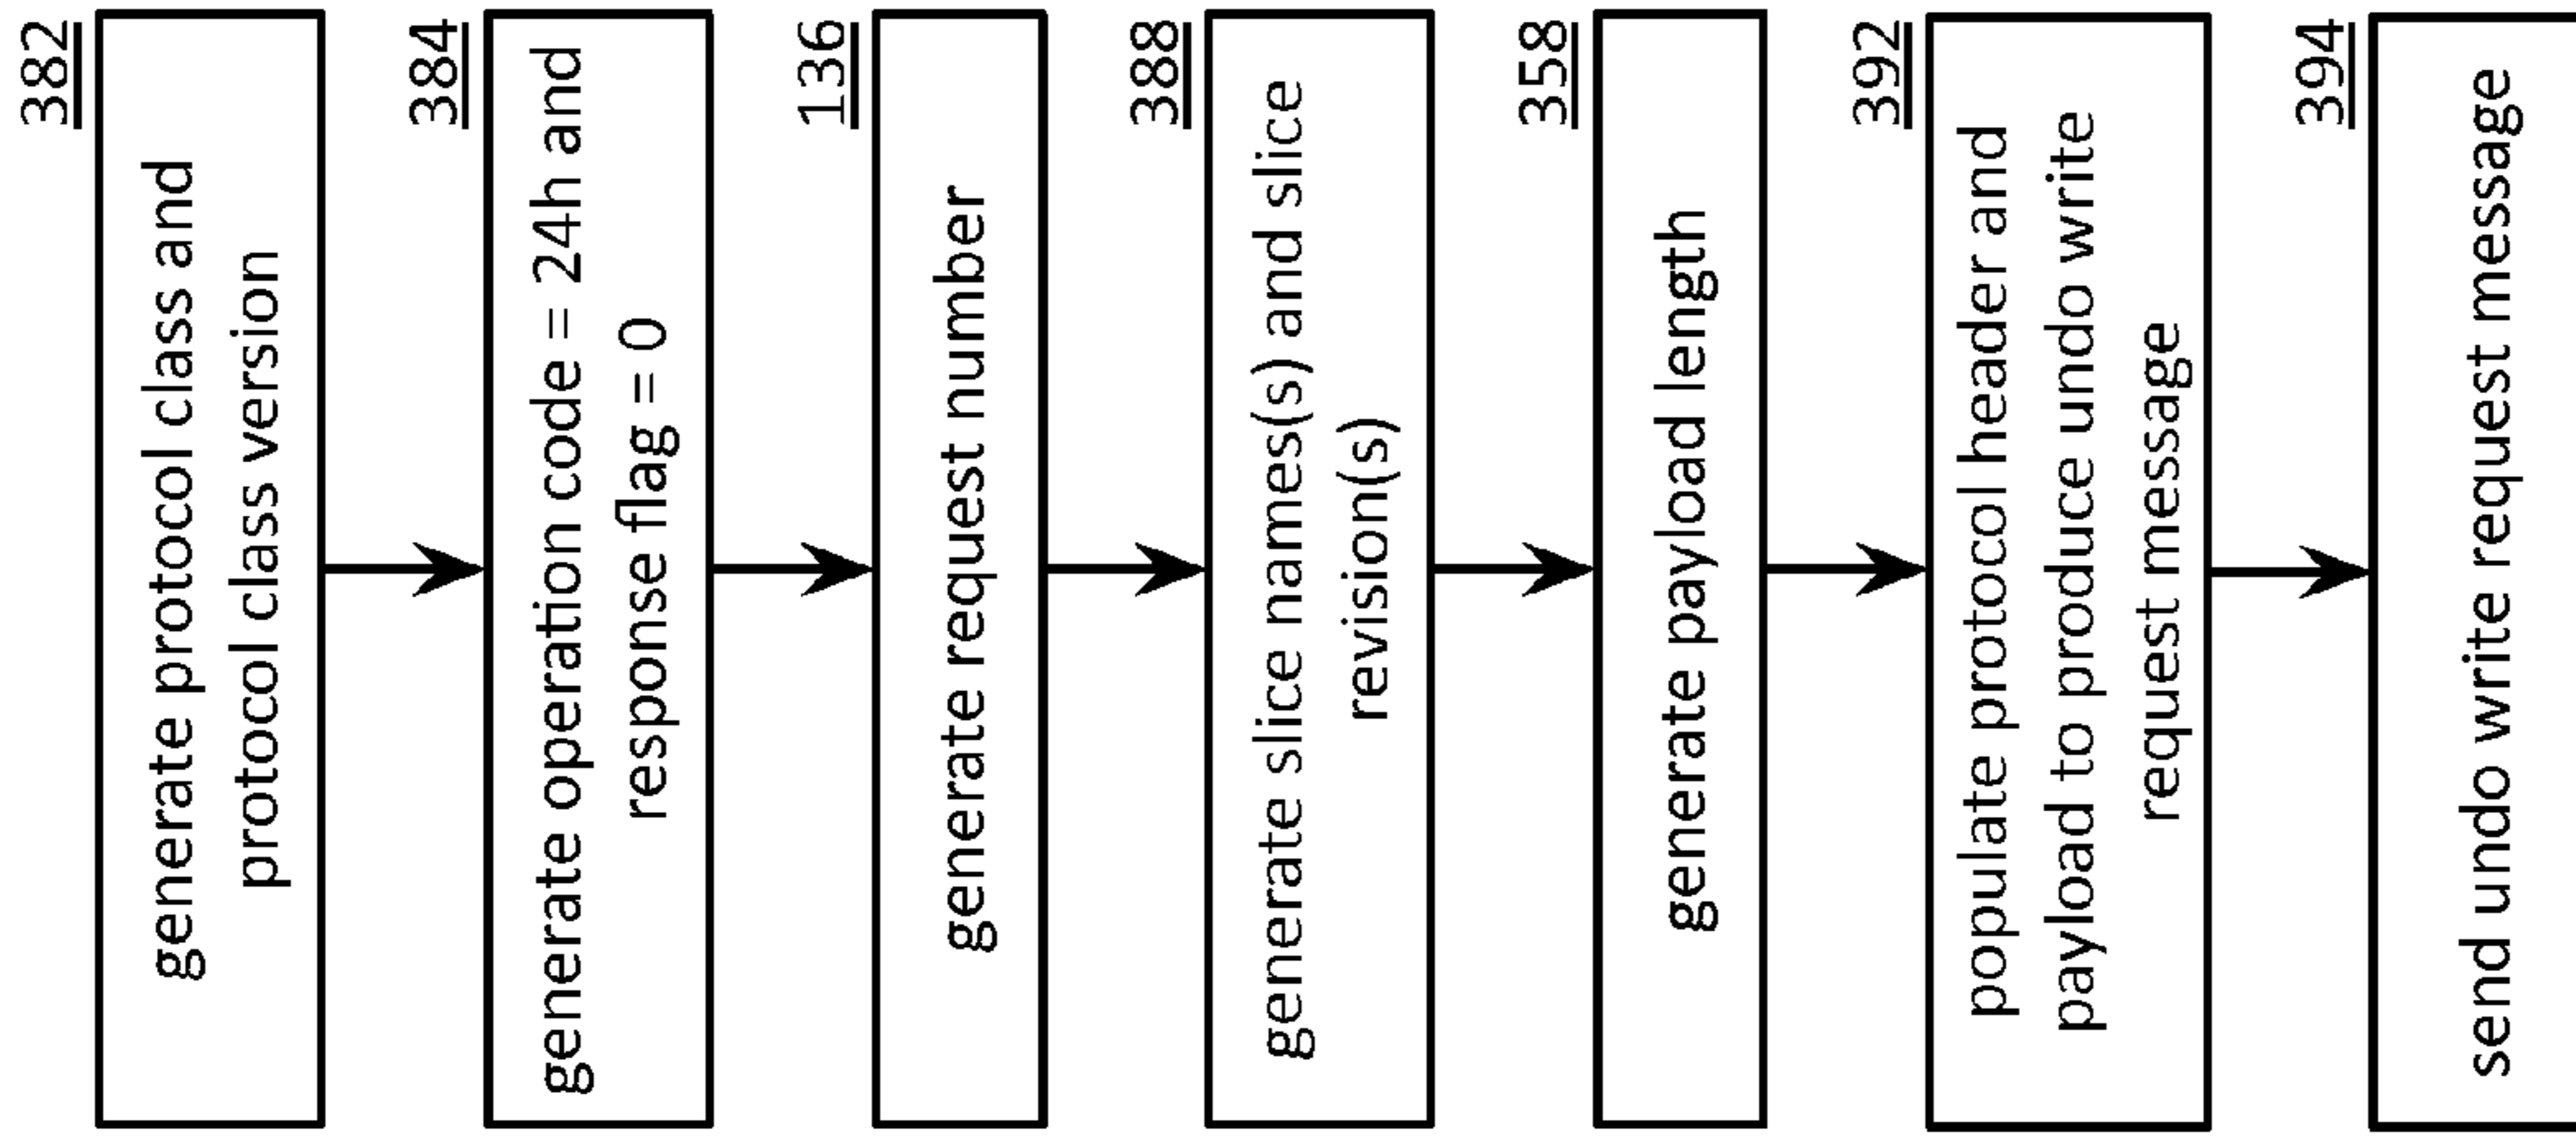 382
generate protocol class and
protocol class version
384
generate operation code = 24h and
response flag = 0
136
generate request number
388
generate slice names(s) and slice
revision(s)
358
generate payload length
392
populate protocol header and
payload to produce undo write
request message
394
send undo write request message